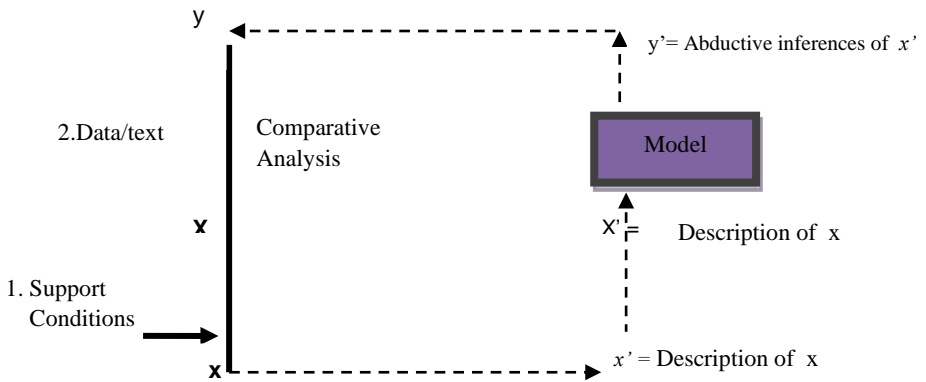 y
y’= Abductive inferences of x’
2.Data/text
Comparative
Analysis
Model
x
X’ =
Description of x
1. Support
Conditions
x
x’ = Description of x